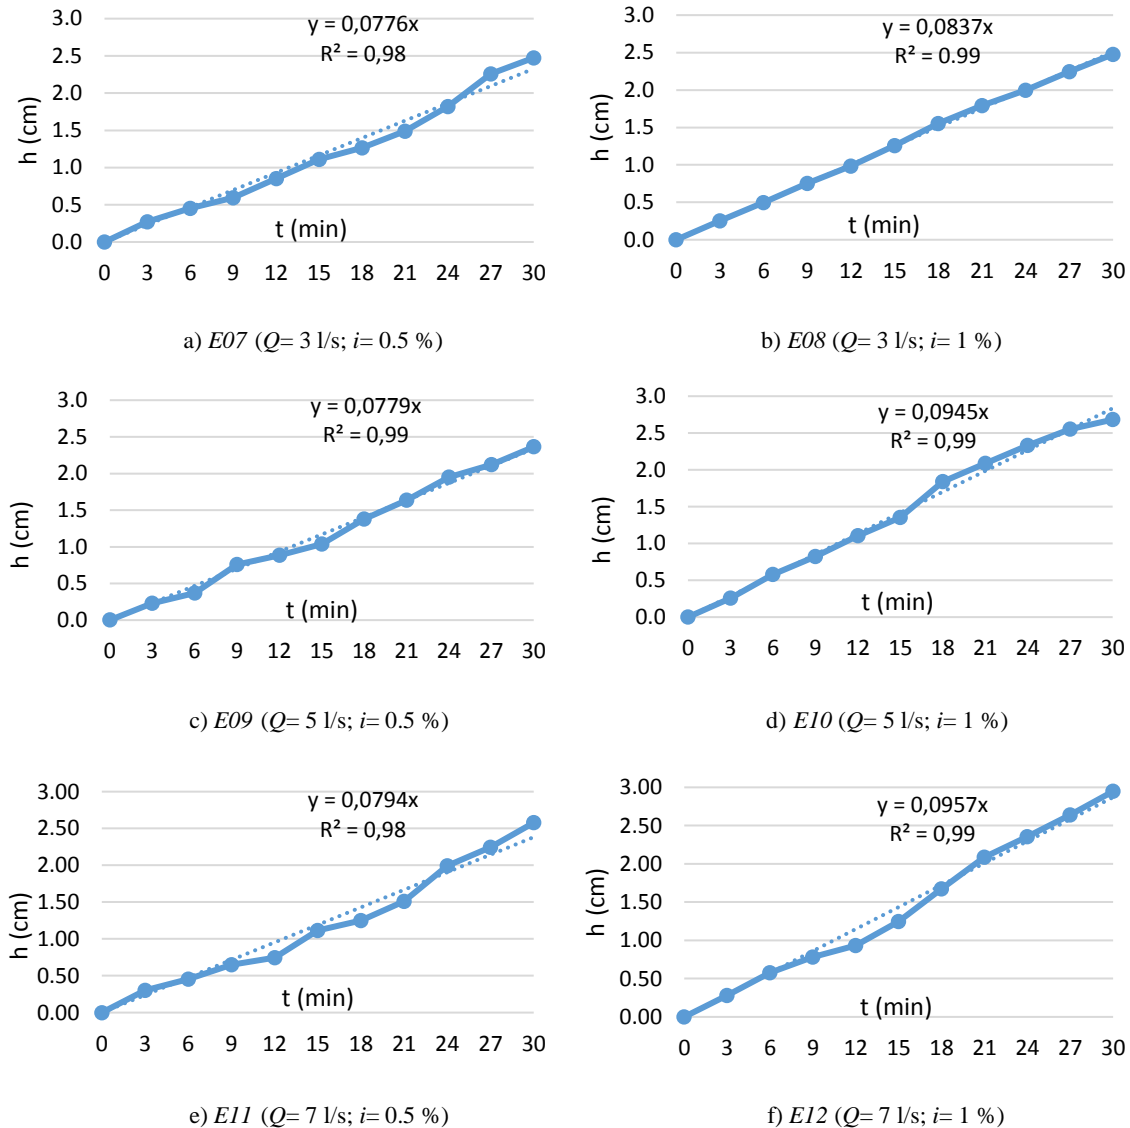 y = 0,0776x
R² = 0,98
3.0
2.5
2.0
1.5
1.0
0.5
0.0
h (cm)
t (min)
0 3 6 9 12 15 18 21 24 27 30
a) E07 (Q= 3 l/s; i= 0.5 %)
y = 0,0837x
R² = 0.99
3.0
2.5
2.0
1.5
1.0
0.5
0.0
h (cm)
t (min)
0 3 6 9 12 15 18 21 24 27 30
b) E08 (Q= 3 l/s; i= 1 %)
y = 0,0779x
R² = 0,99
3.0
2.5
2.0
1.5
1.0
0.5
0.0
h (cm)
t (min)
0 3 6 9 12 15 18 21 24 27 30
c) E09 (Q= 5 l/s; i= 0.5 %)
y = 0,0945x
R² = 0,99
3.0
2.5
2.0
1.5
1.0
0.5
0.0
h (cm)
t (min)
0 3 6 9 12 15 18 21 24 27 30
d) E10 (Q= 5 l/s; i= 1 %)
y = 0,0794x
R² = 0,98
3.00
2.50
2.00
1.50
1.00
0.50
0.00
h (cm)
t (min)
0 3 6 9 12 15 18 21 24 27 30
e) E11 (Q= 7 l/s; i= 0.5 %)
y = 0,0957x
R² = 0,99
3.00
2.50
2.00
1.50
1.00
0.50
0.00
h (cm)
t (min)
0 3 6 9 12 15 18 21 24 27 30
f) E12 (Q= 7 l/s; i= 1 %)